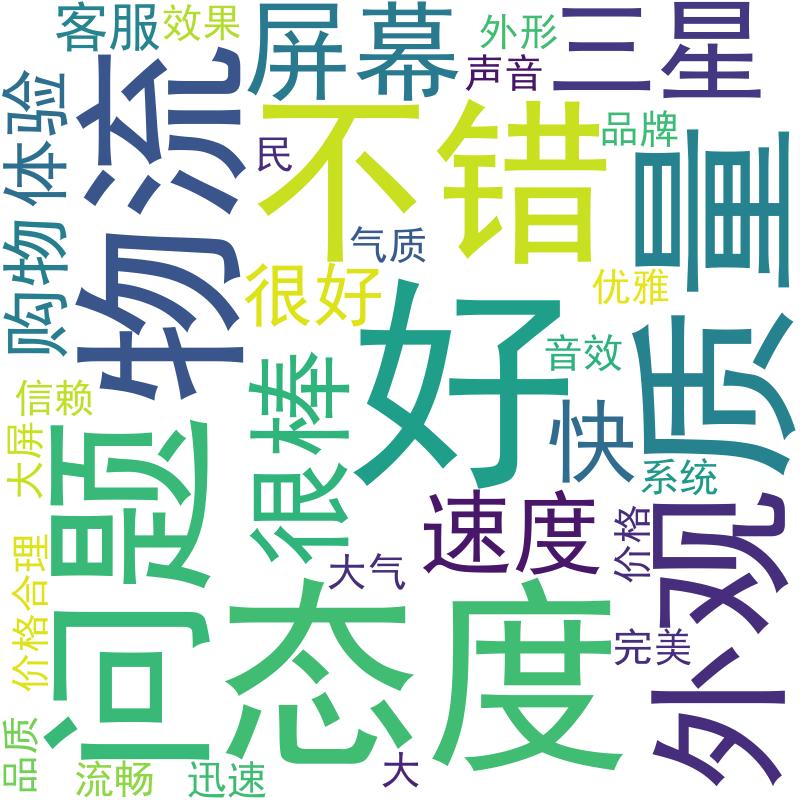 客服
效果
屏幕
外形
三星
声音
物流
购物体验
不错
民
品牌
质量
气质
很好
优雅
好
音效
很棒
快
信赖
大屏
问题
系统
速度
价格
外观
大气
价格合理
态度
完美
品质
流畅
迅速
大